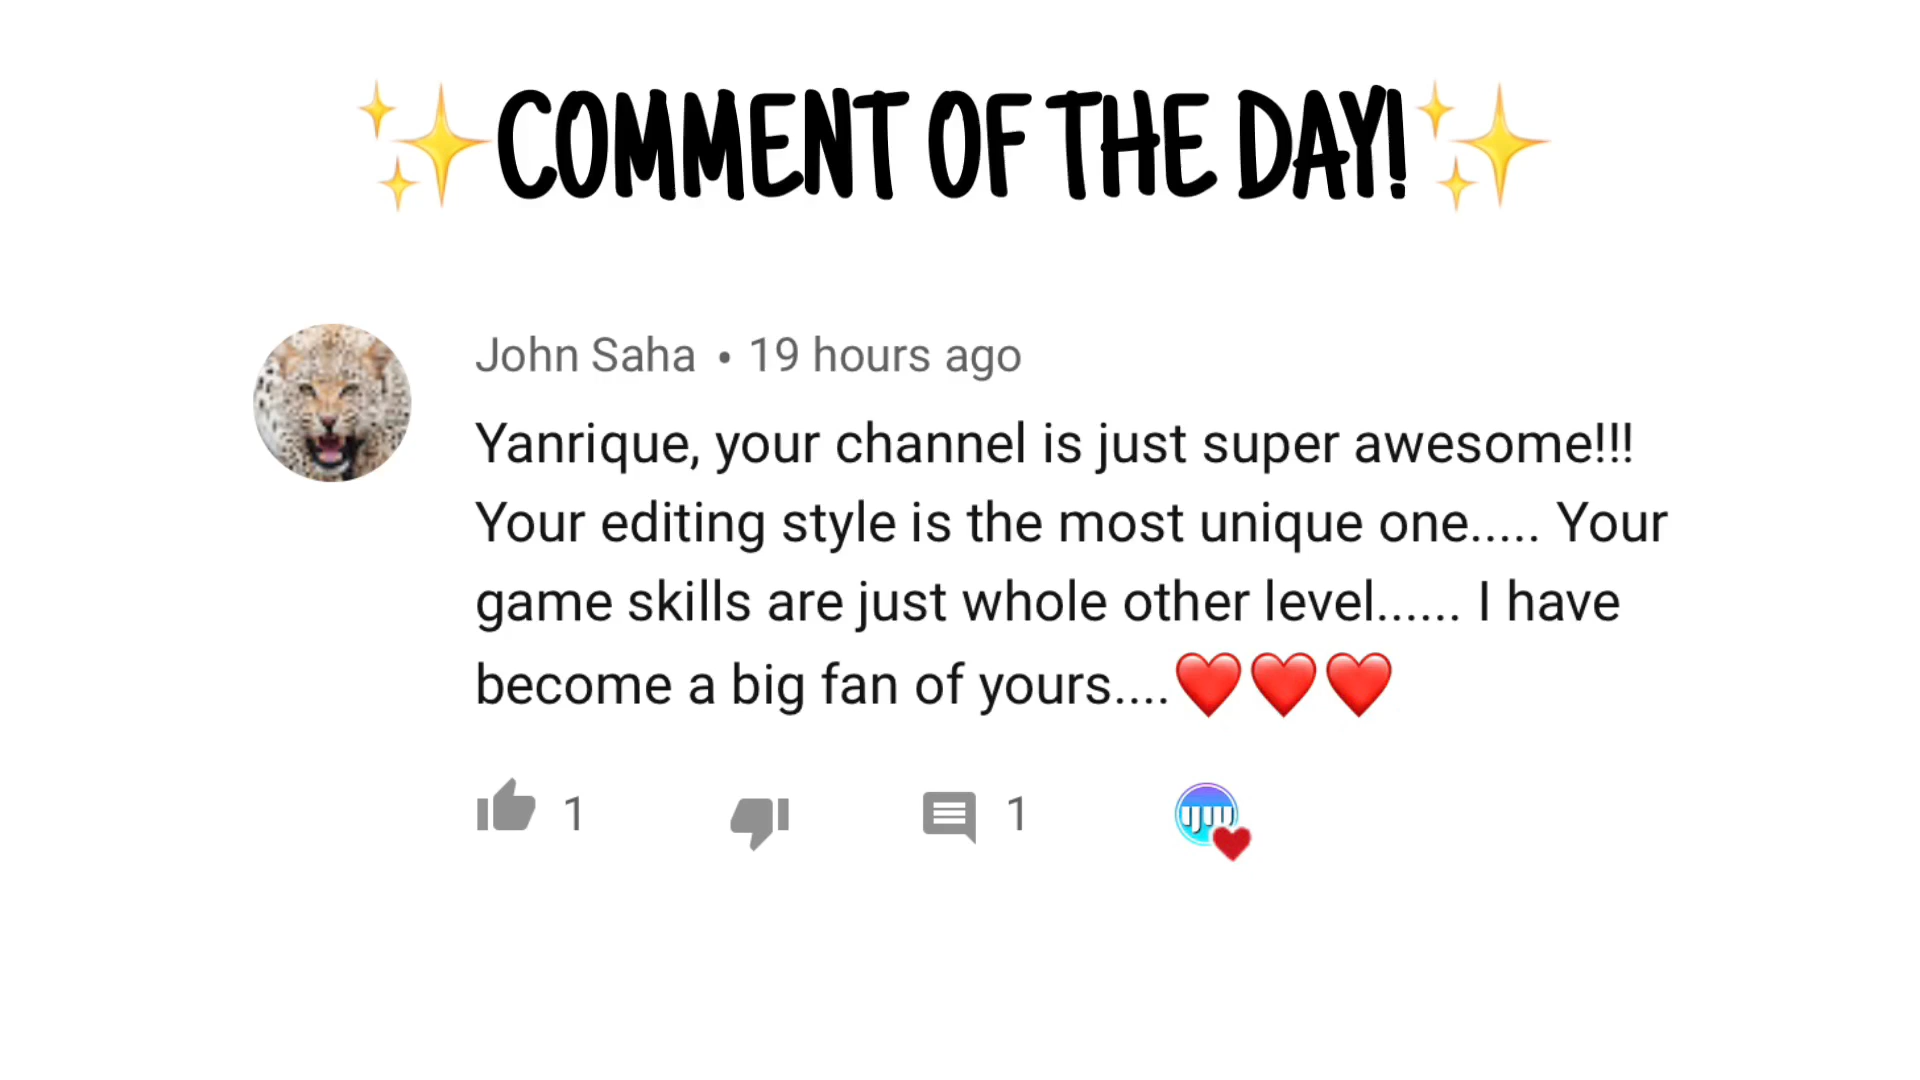 ✨COMMENT OF THE DAY!✨
John Saha • 19 hours ago
Yanrique, your channel is just super awesome!!!
Your editing style is the most unique one..... Your
game skills are just whole other level...... I have
become a big fan of yours....❤️❤️❤️
1 1